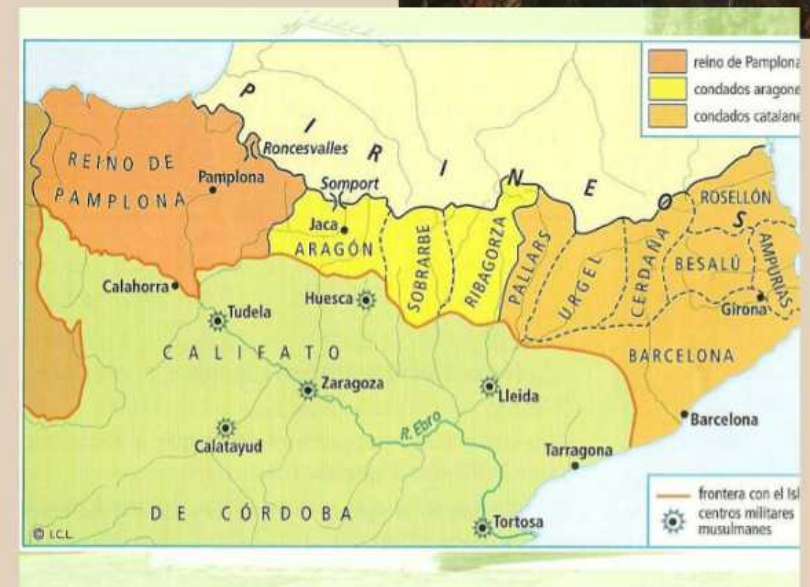 reino de Pamplona
condados aragone
condados catalane
PIRINEOS
Roncesvalles
REINO DE
PAMPLONA
Pamplona
Somport
Jaca
ARAGÓN
SOBRARBE
RIBAGORZA
PALLARS
URGEL
CERDAÑA
ROSELLÓN
BESALÚ
AMPURIAS
Girona
Calahorra
Tudela
Huesca
BARCELONA
CALIFATO
Zaragoza
Lleida
Barcelona
Calatayud
R. Ebro
Tarragona
DE CÓRDOBA
Tortosa
frontera con el Isl
centros militares
musulmanes
© I.C.L.